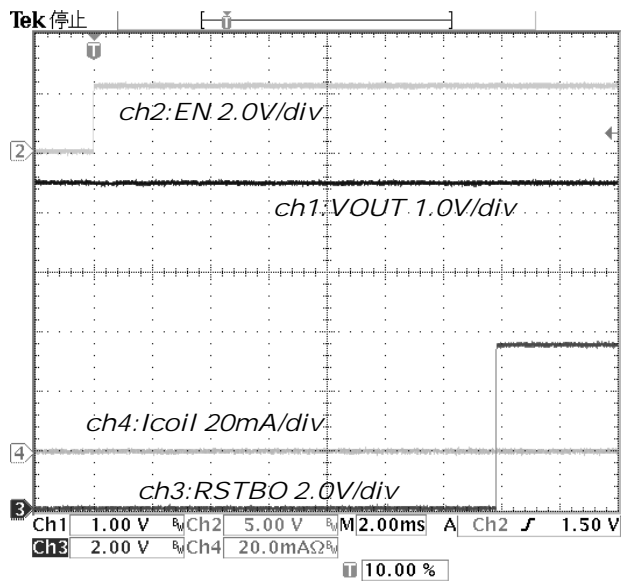 Tek 停止
T
T
ch2:EN 2.0V/div
2
ch1:VOUT 1.0V/div
ch4:Icoil 20mA/div
4
ch3:RSTBO 2.0V/div
3
Ch1 1.00 V BW Ch2 5.00 V BW M 2.00ms A Ch2 1.50 V
Ch3 2.00 V BW Ch4 20.0mAΩ BW
T 10.00 %